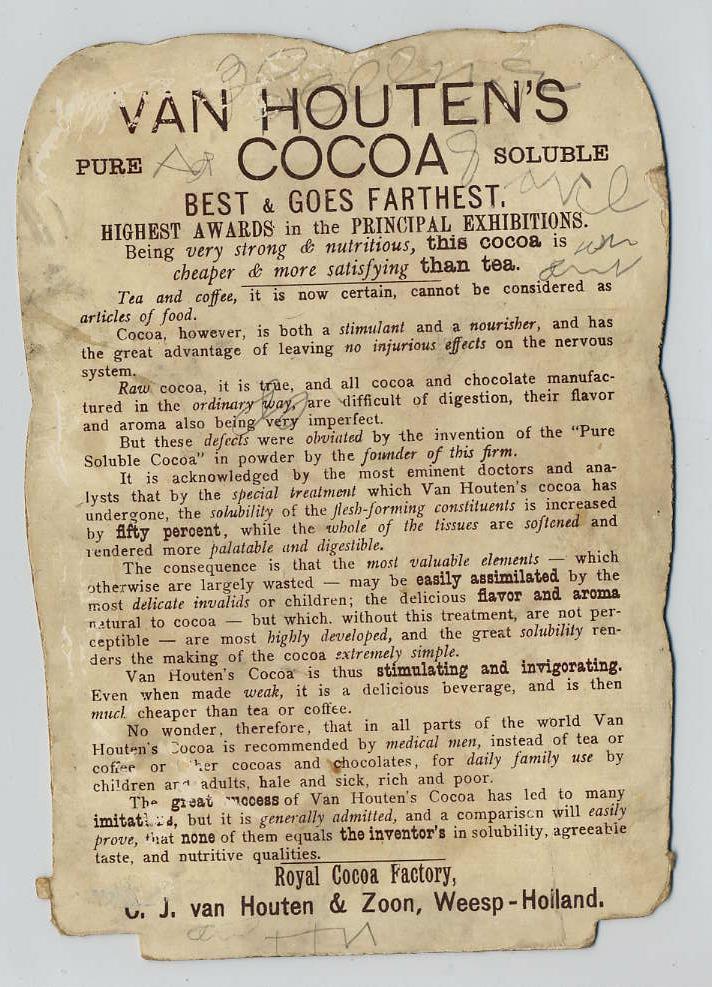 VAN HOUTEN'S
PURE COCOA SOLUBLE
BEST & GOES FARTHEST.
HIGHEST AWARDS in the PRINCIPAL EXHIBITIONS.
Being very strong & nutritious, this cocoa is
cheaper & more satisfying than tea.
Tea and coffee, it is now certain, cannot be considered as
articles of food.
Cocoa, however, is both a stimulant and a nourisher, and has
the great advantage of leaving no injurious effects on the nervous
system.
Raw cocoa, it is true, and all cocoa and chocolate manufac-
tured in the ordinary way, are difficult of digestion, their flavor
and aroma also being very imperfect.
But these defects were obviated by the invention of the "Pure
Soluble Cocoa" in powder by the founder of this firm.
It is acknowledged by the most eminent doctors and ana-
lysts that by the special treatment which Van Houten's cocoa has
undergone, the solubility of the flesh-forming constituents is increased
by fifty percent, while the whole of the tissues are softened and
rendered more palatable and digestible.
The consequence is that the most valuable elements — which
otherwise are largely wasted — may be easily assimilated by the
most delicate invalids or children; the delicious flavor and aroma
natural to cocoa — but which. without this treatment, are not per-
ceptible — are most highly developed, and the great solubility ren-
ders the making of the cocoa extremely simple.
Van Houten's Cocoa is thus stimulating and invigorating.
Even when made weak, it is a delicious beverage, and is then
much cheaper than tea or coffee.
No wonder, therefore, that in all parts of the world Van
Houten's Cocoa is recommended by medical men, instead of tea or
coffee or other cocoas and chocolates, for daily family use by
children and adults, hale and sick, rich and poor.
The great success of Van Houten's Cocoa has led to many
imitations, but it is generally admitted, and a comparison will easily
prove, that none of them equals the inventor's in solubility, agreeable
taste, and nutritive qualities.
Royal Cocoa Factory,
C. J. van Houten & Zoon, Weesp-Holland.